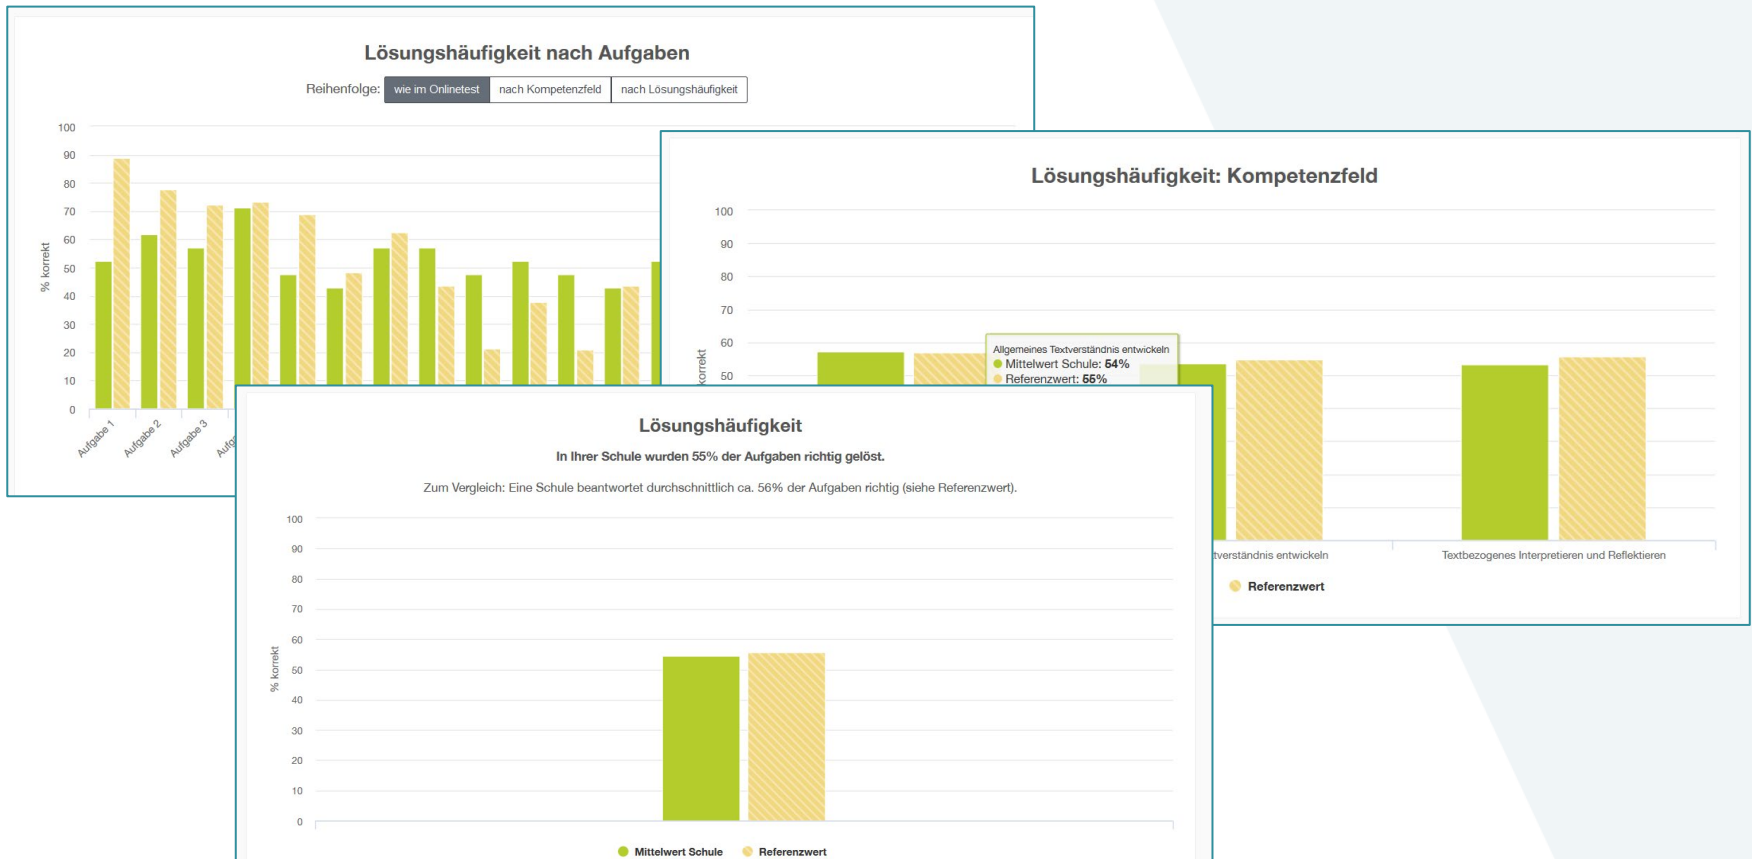 Lösungshäufigkeit nach Aufgaben
Reihenfolge: wie im Onlinetest nach Kompetenzfeld nach Lösungshäufigkeit
% korrekt
100
90
80
70
60
50
40
30
20
10
0
Aufgabe 1
Aufgabe 2
Aufgabe 3
Lösungshäufigkeit: Kompetenzfeld
korrekt
100
90
80
70
60
50
Allgemeines Textverständnis entwickeln
Mittelwert Schule: 54%
Referenzwert: 55%
tverständnis entwickeln
Textbezogenes Interpretieren und Reflektieren
Referenzwert
Lösungshäufigkeit
In Ihrer Schule wurden 55% der Aufgaben richtig gelöst.
Zum Vergleich: Eine Schule beantwortet durchschnittlich ca. 56% der Aufgaben richtig (siehe Referenzwert).
% korrekt
100
90
80
70
60
50
40
30
20
10
0
Mittelwert Schule Referenzwert